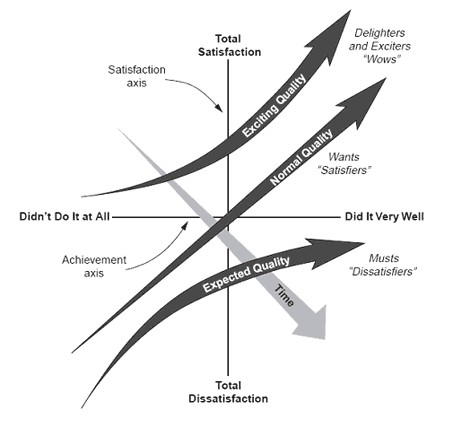 Delighters
and Exciters
“Wows”
Total
Satisfaction
Satisfaction
axis
Exciting Quality
Normal Quality
Wants
“Satisfiers”
Didn’t Do It at All
Did It Very Well
Achievement
axis
Expected Quality
Musts
“Dissatisfiers”
Time
Total
Dissatisfaction